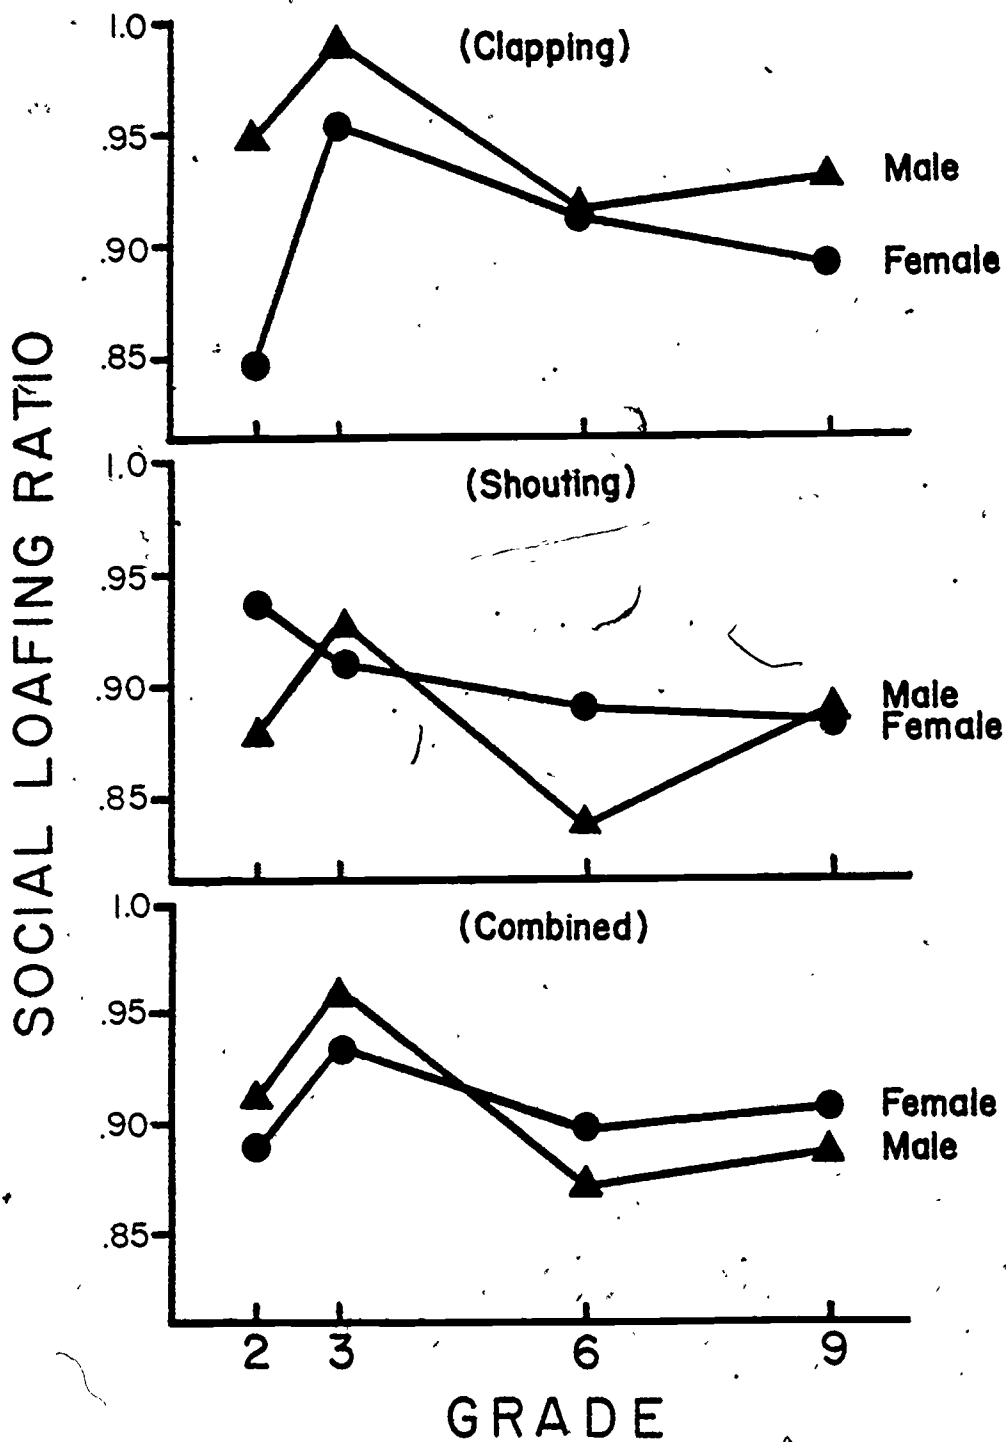 SOCIAL LOAFING RATIO
(Clapping)
1.0
.95
.90
.85
Male
Female
(Shouting)
1.0
.95
.90
.85
Male
Female
(Combined)
1.0
.95
.90
.85
Female
Male
2 3 6 9
GRADE